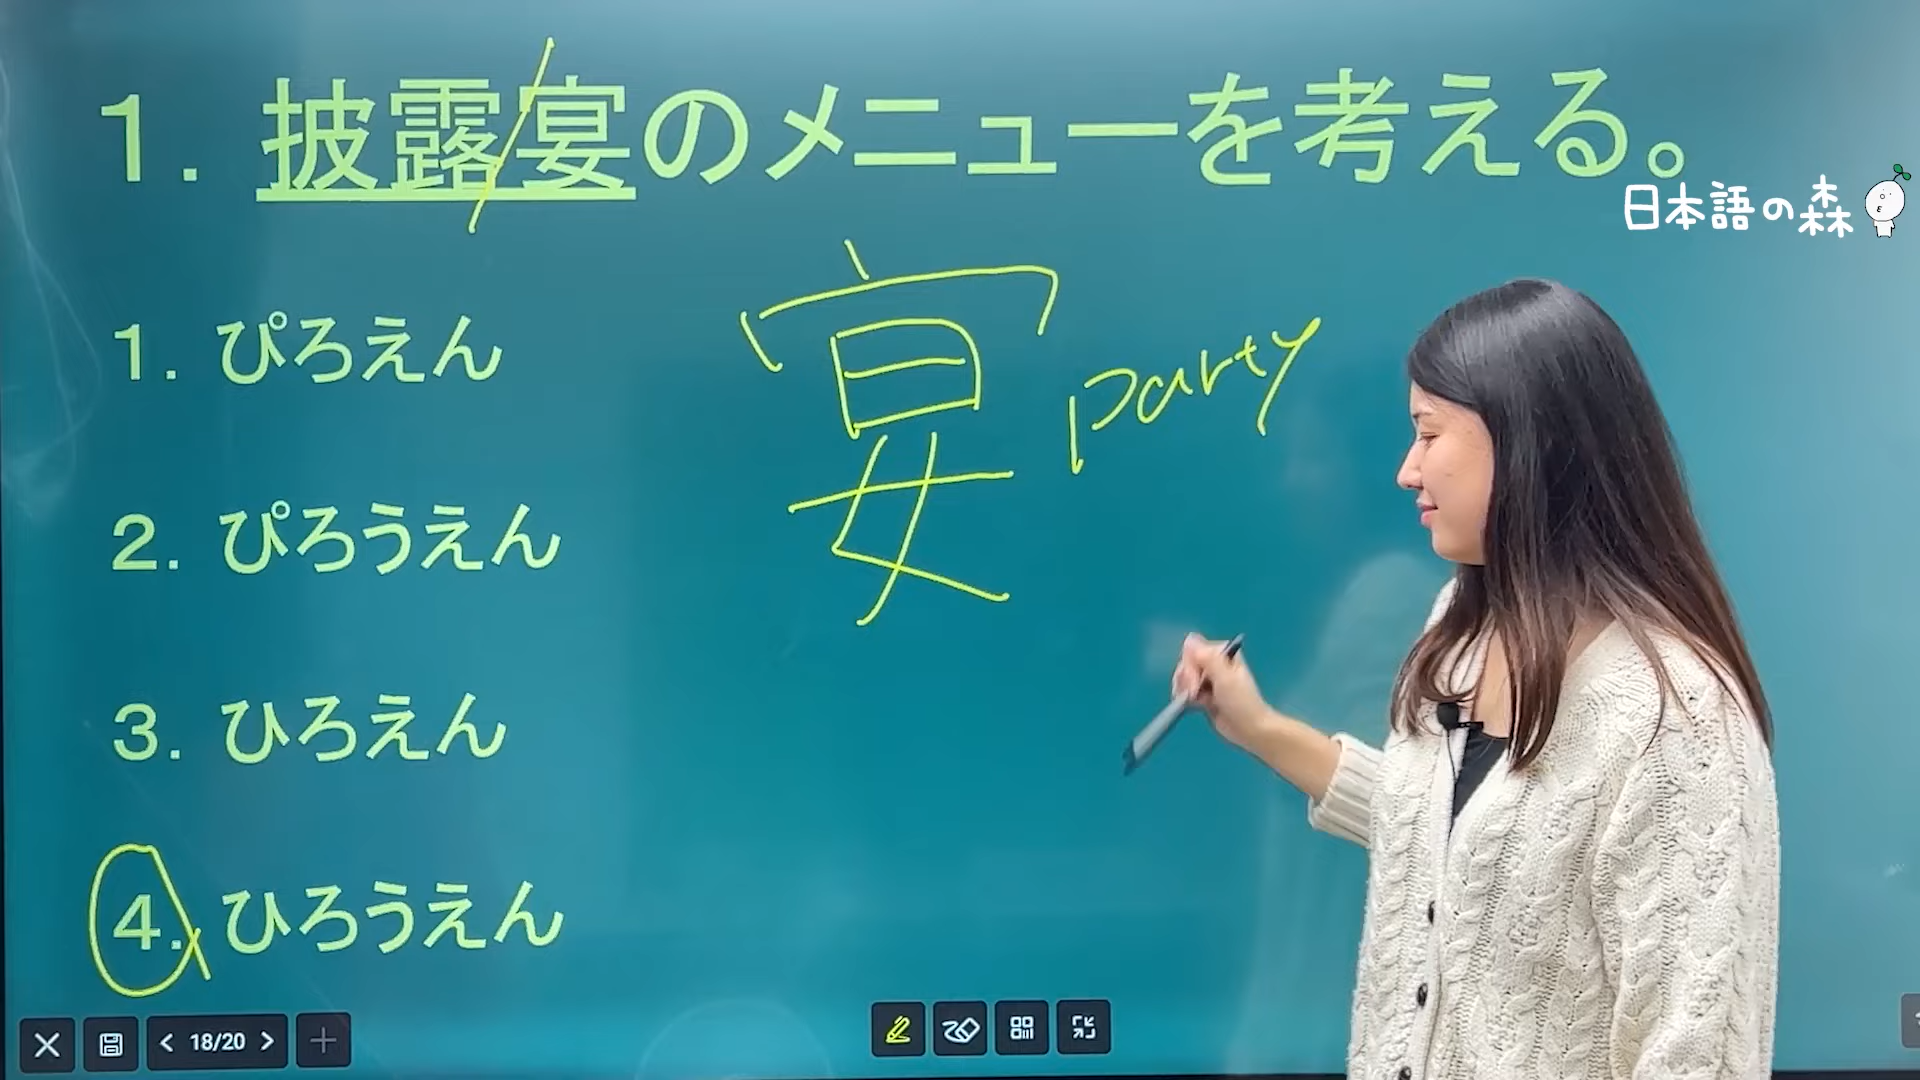 1. 披露宴のメニューを考える。
日本語の森
1. ぴろえん
宴 party
2. ぴろうえん
3. ひろえん
4. ひろうえん
18/20